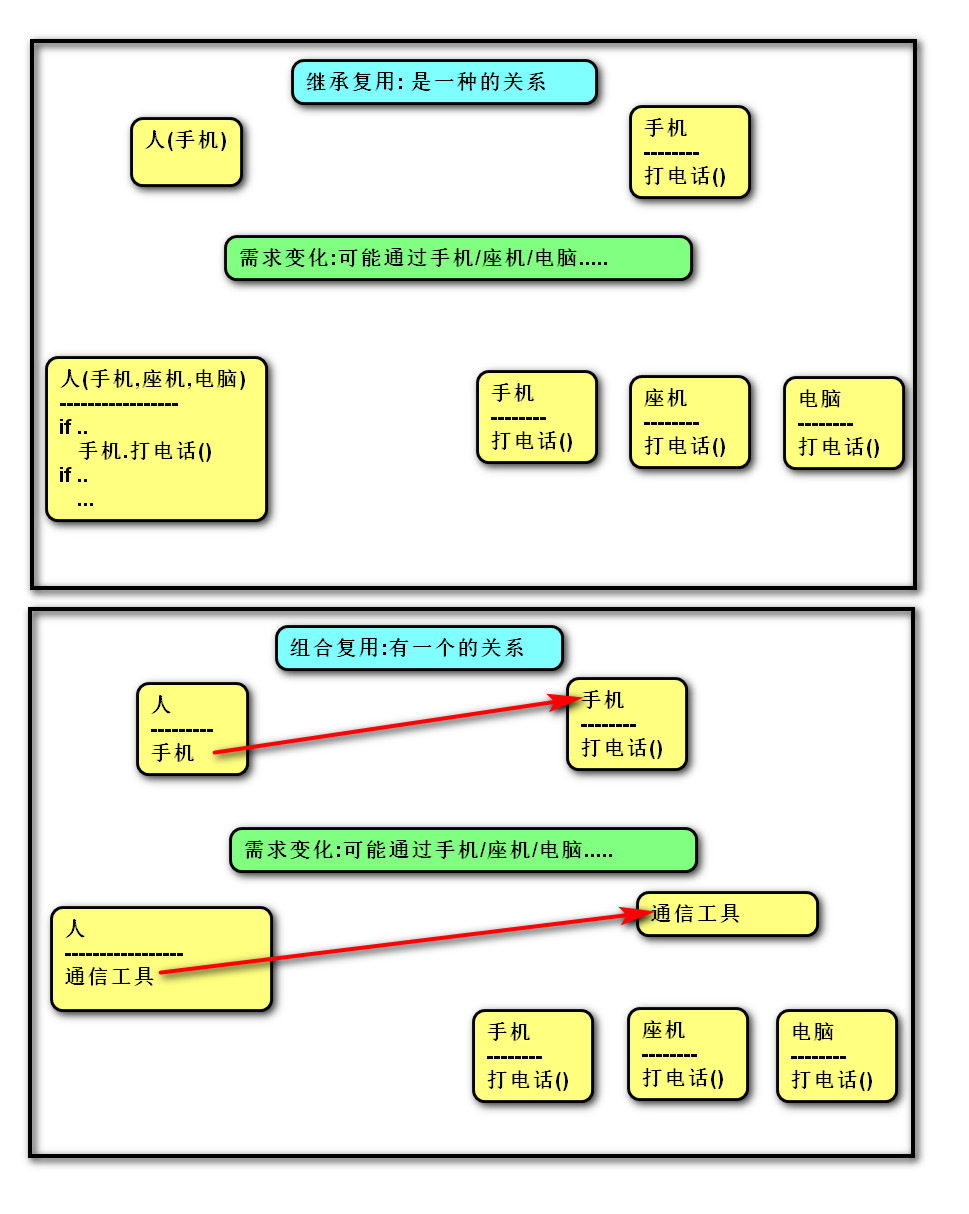 继承复用: 是一种的关系
人(手机)
手机
--------
打电话()
需求变化:可能通过手机/座机/电脑.....
人(手机,座机,电脑)
-----------------
if ..
手机.打电话()
if ..
...
手机
--------
打电话()
座机
--------
打电话()
电脑
--------
打电话()
组合复用:有一个的关系
人
---------
手机
手机
--------
打电话()
需求变化:可能通过手机/座机/电脑.....
人
-----------------
通信工具
通信工具
手机
--------
打电话()
座机
--------
打电话()
电脑
--------
打电话()